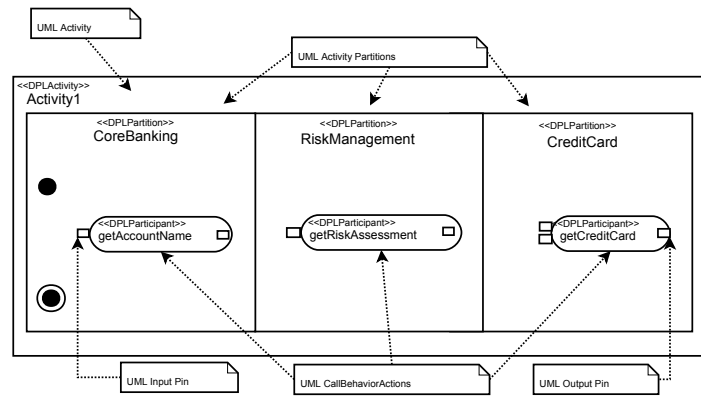 UML Activity
UML Activity Partitions
<<DPLActivity>>
Activity1
<<DPLPartition>>
CoreBanking
<<DPLPartition>>
RiskManagement
<<DPLPartition>>
CreditCard
<<DPLParticipant>>
getAccountName
<<DPLParticipant>>
getRiskAssessment
<<DPLParticipant>>
getCreditCard
UML Input Pin
UML CallBehaviorActions
UML Output Pin